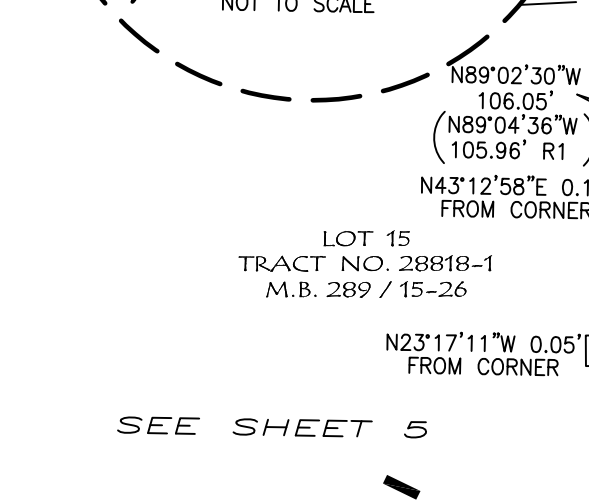 NOT TO SCALE
N89°02'30"W
106.05'
(N89°04'36"W)
105.96' R1
N43°12'58"E 0.1
FROM CORNER
LOT 15
TRACT NO. 28818-1
M.B. 289 / 15-26
N23°17'11"W 0.05'
FROM CORNER
SEE SHEET 5